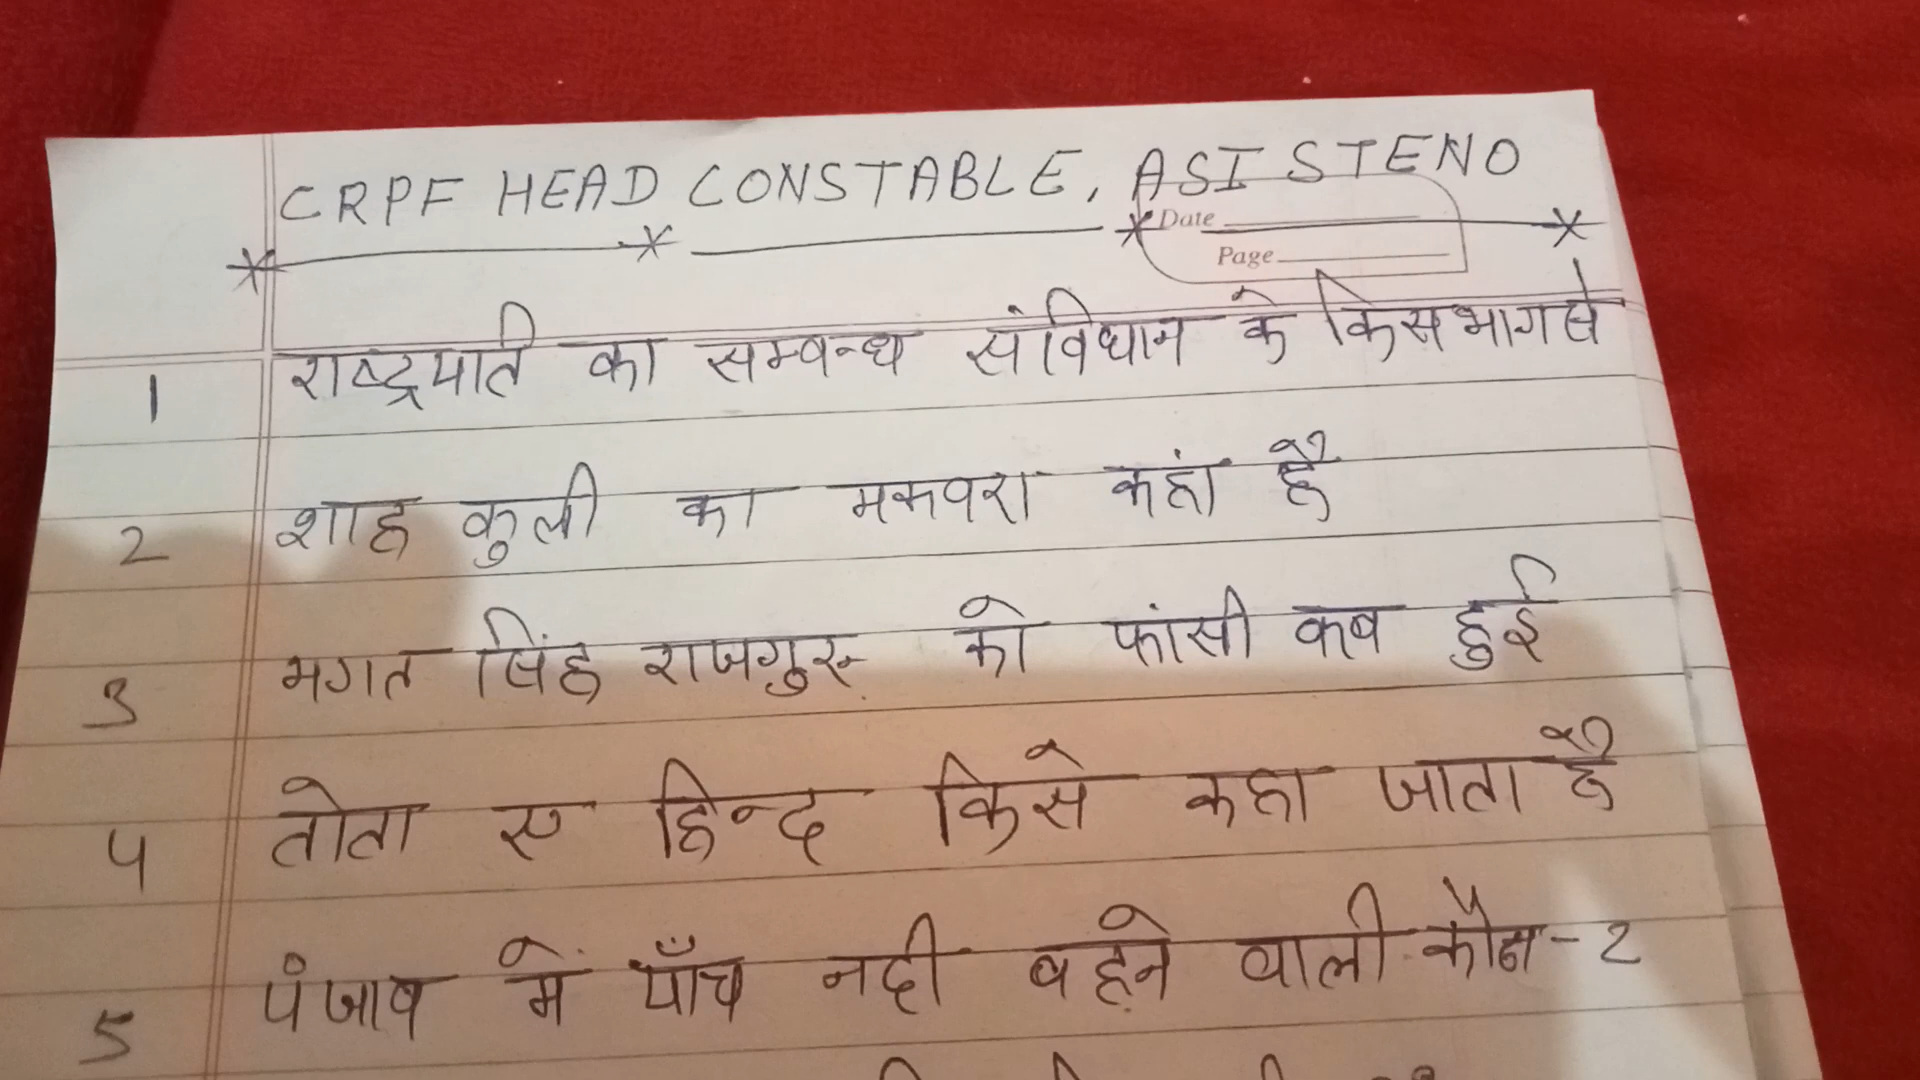 CRPF HEAD CONSTABLE, ASI STENO
Date
Page
1 राष्ट्रपति का सम्बन्ध संविधान के किस भाग से
2 शाह कुली का मकबरा कहां है
3 भगत सिंह राजगुरु को फांसी कब हुई
4 तोता ए हिन्द किसे कहा जाता है
5 पंजाब में पाँच नदी बहने वाली कौन-2